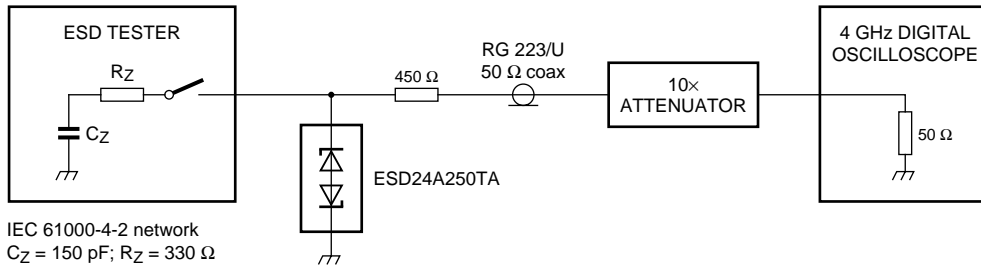 ESD TESTER
RZ
CZ
450 Ω
RG 223/U
50 Ω coax
10×
ATTENUATOR
4 GHz DIGITAL
OSCILLOSCOPE
50 Ω
ESD24A250TA
IEC 61000-4-2 network
CZ = 150 pF; RZ = 330 Ω